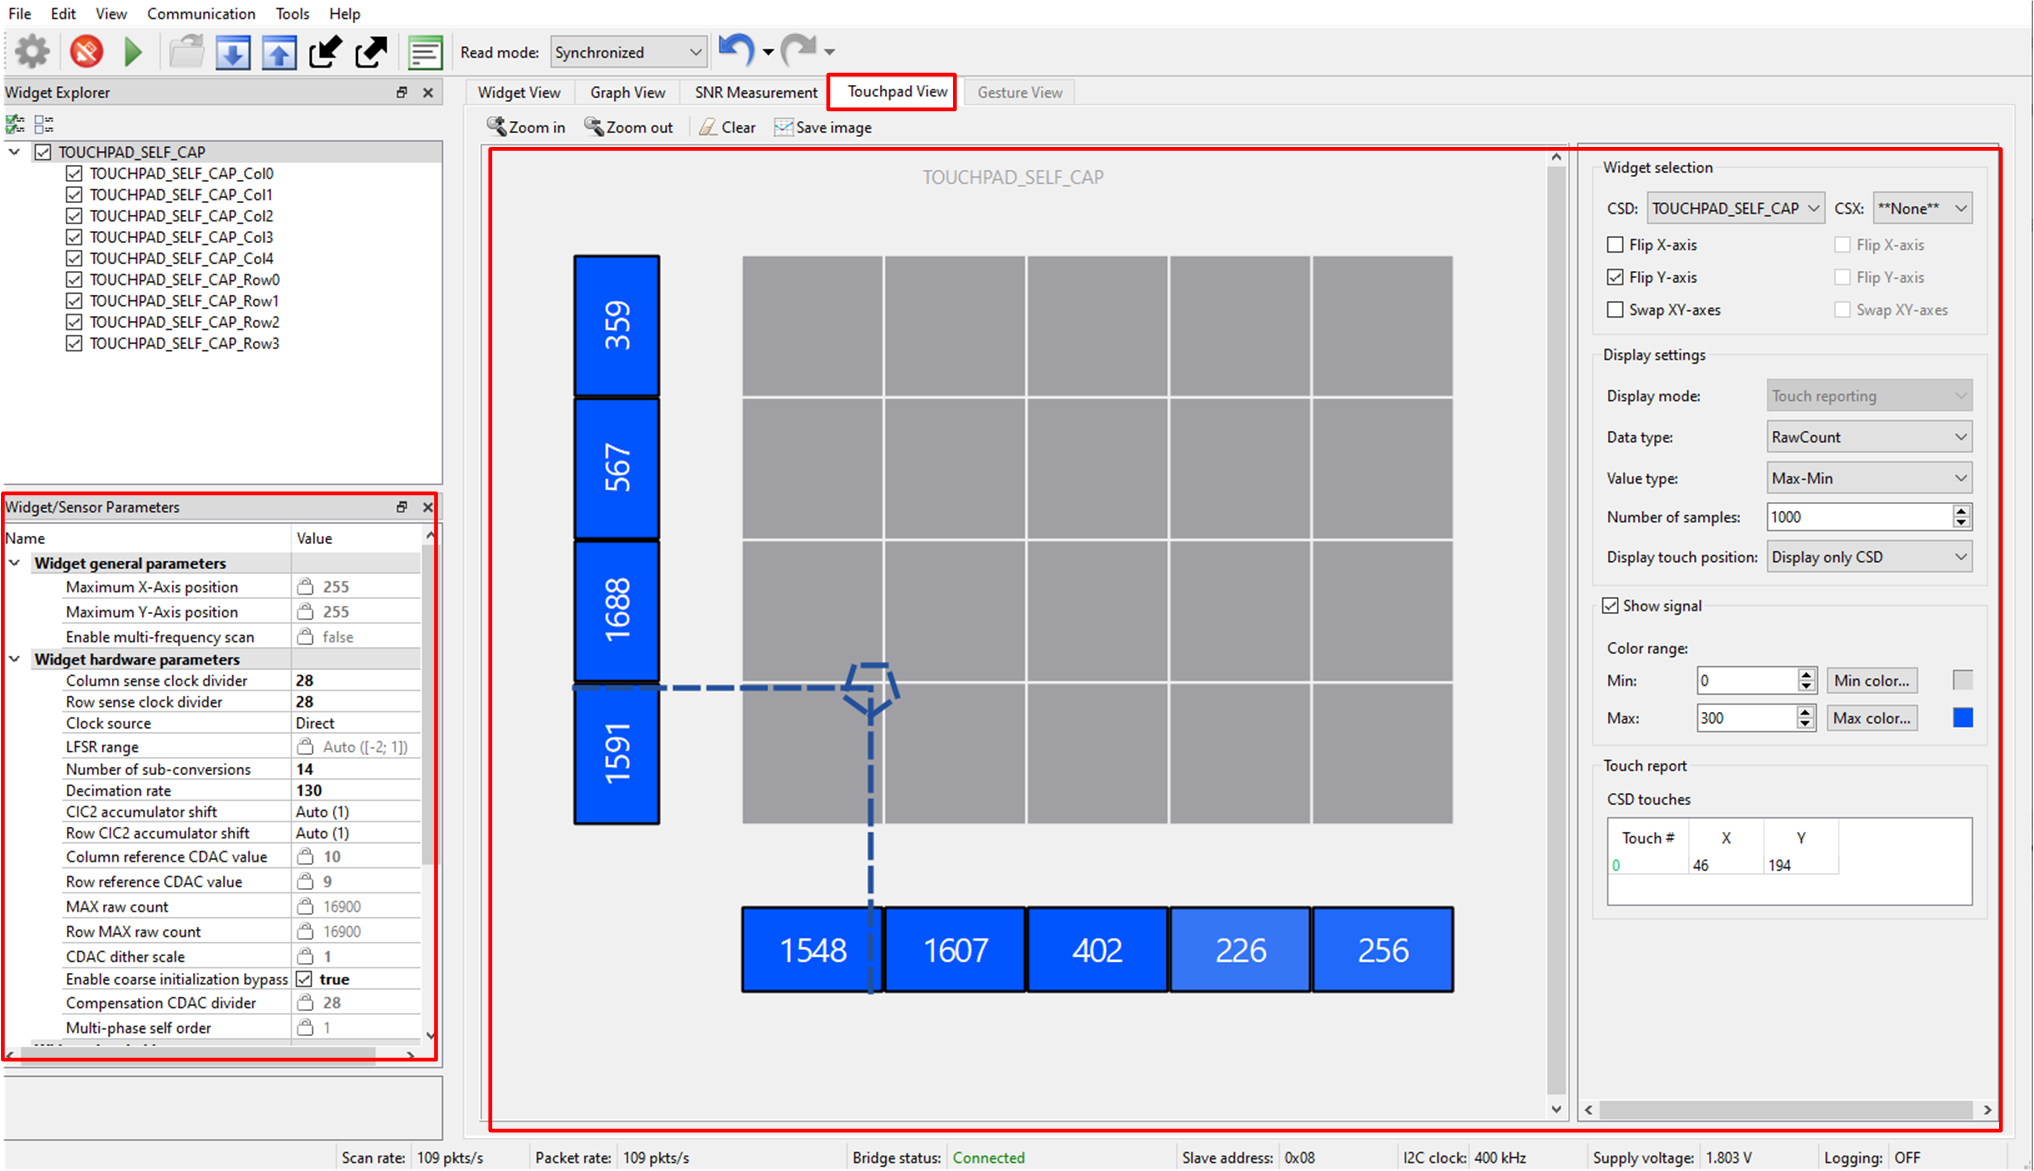 File Edit View Communication Tools Help
Read mode: Synchronized
Widget Explorer
TOUCHPAD_SELF_CAP
TOUCHPAD_SELF_CAP_Col0
TOUCHPAD_SELF_CAP_Col1
TOUCHPAD_SELF_CAP_Col2
TOUCHPAD_SELF_CAP_Col3
TOUCHPAD_SELF_CAP_Col4
TOUCHPAD_SELF_CAP_Row0
TOUCHPAD_SELF_CAP_Row1
TOUCHPAD_SELF_CAP_Row2
TOUCHPAD_SELF_CAP_Row3
Widget/Sensor Parameters
Name Value
Widget general parameters
Maximum X-Axis position 255
Maximum Y-Axis position 255
Enable multi-frequency scan false
Widget hardware parameters
Column sense clock divider 28
Row sense clock divider 28
Clock source Direct
LFSR range Auto ([-2; 1])
Number of sub-conversions 14
Decimation rate 130
CIC2 accumulator shift Auto (1)
Row CIC2 accumulator shift Auto (1)
Column reference CDAC value 10
Row reference CDAC value 9
MAX raw count 16900
Row MAX raw count 16900
CDAC dither scale 1
Enable coarse initialization bypass true
Compensation CDAC divider 28
Multi-phase self order 1
Widget View Graph View SNR Measurement Touchpad View Gesture View
Zoom in Zoom out Clear Save image
TOUCHPAD_SELF_CAP
359
567
1688
1591
1548 1607 402 226 256
Widget selection
CSD: TOUCHPAD_SELF_CAP CSX: **None**
Flip X-axis Flip X-axis
Flip Y-axis Flip Y-axis
Swap XY-axes Swap XY-axes
Display settings
Display mode: Touch reporting
Data type: RawCount
Value type: Max-Min
Number of samples: 1000
Display touch position: Display only CSD
Show signal
Color range:
Min: 0 Min color...
Max: 300 Max color...
Touch report
CSD touches
Touch # X Y
0 46 194
Scan rate: 109 pkts/s Packet rate: 109 pkts/s Bridge status: Connected Slave address: 0x08 I2C clock: 400 kHz Supply voltage: 1.803 V Logging: OFF